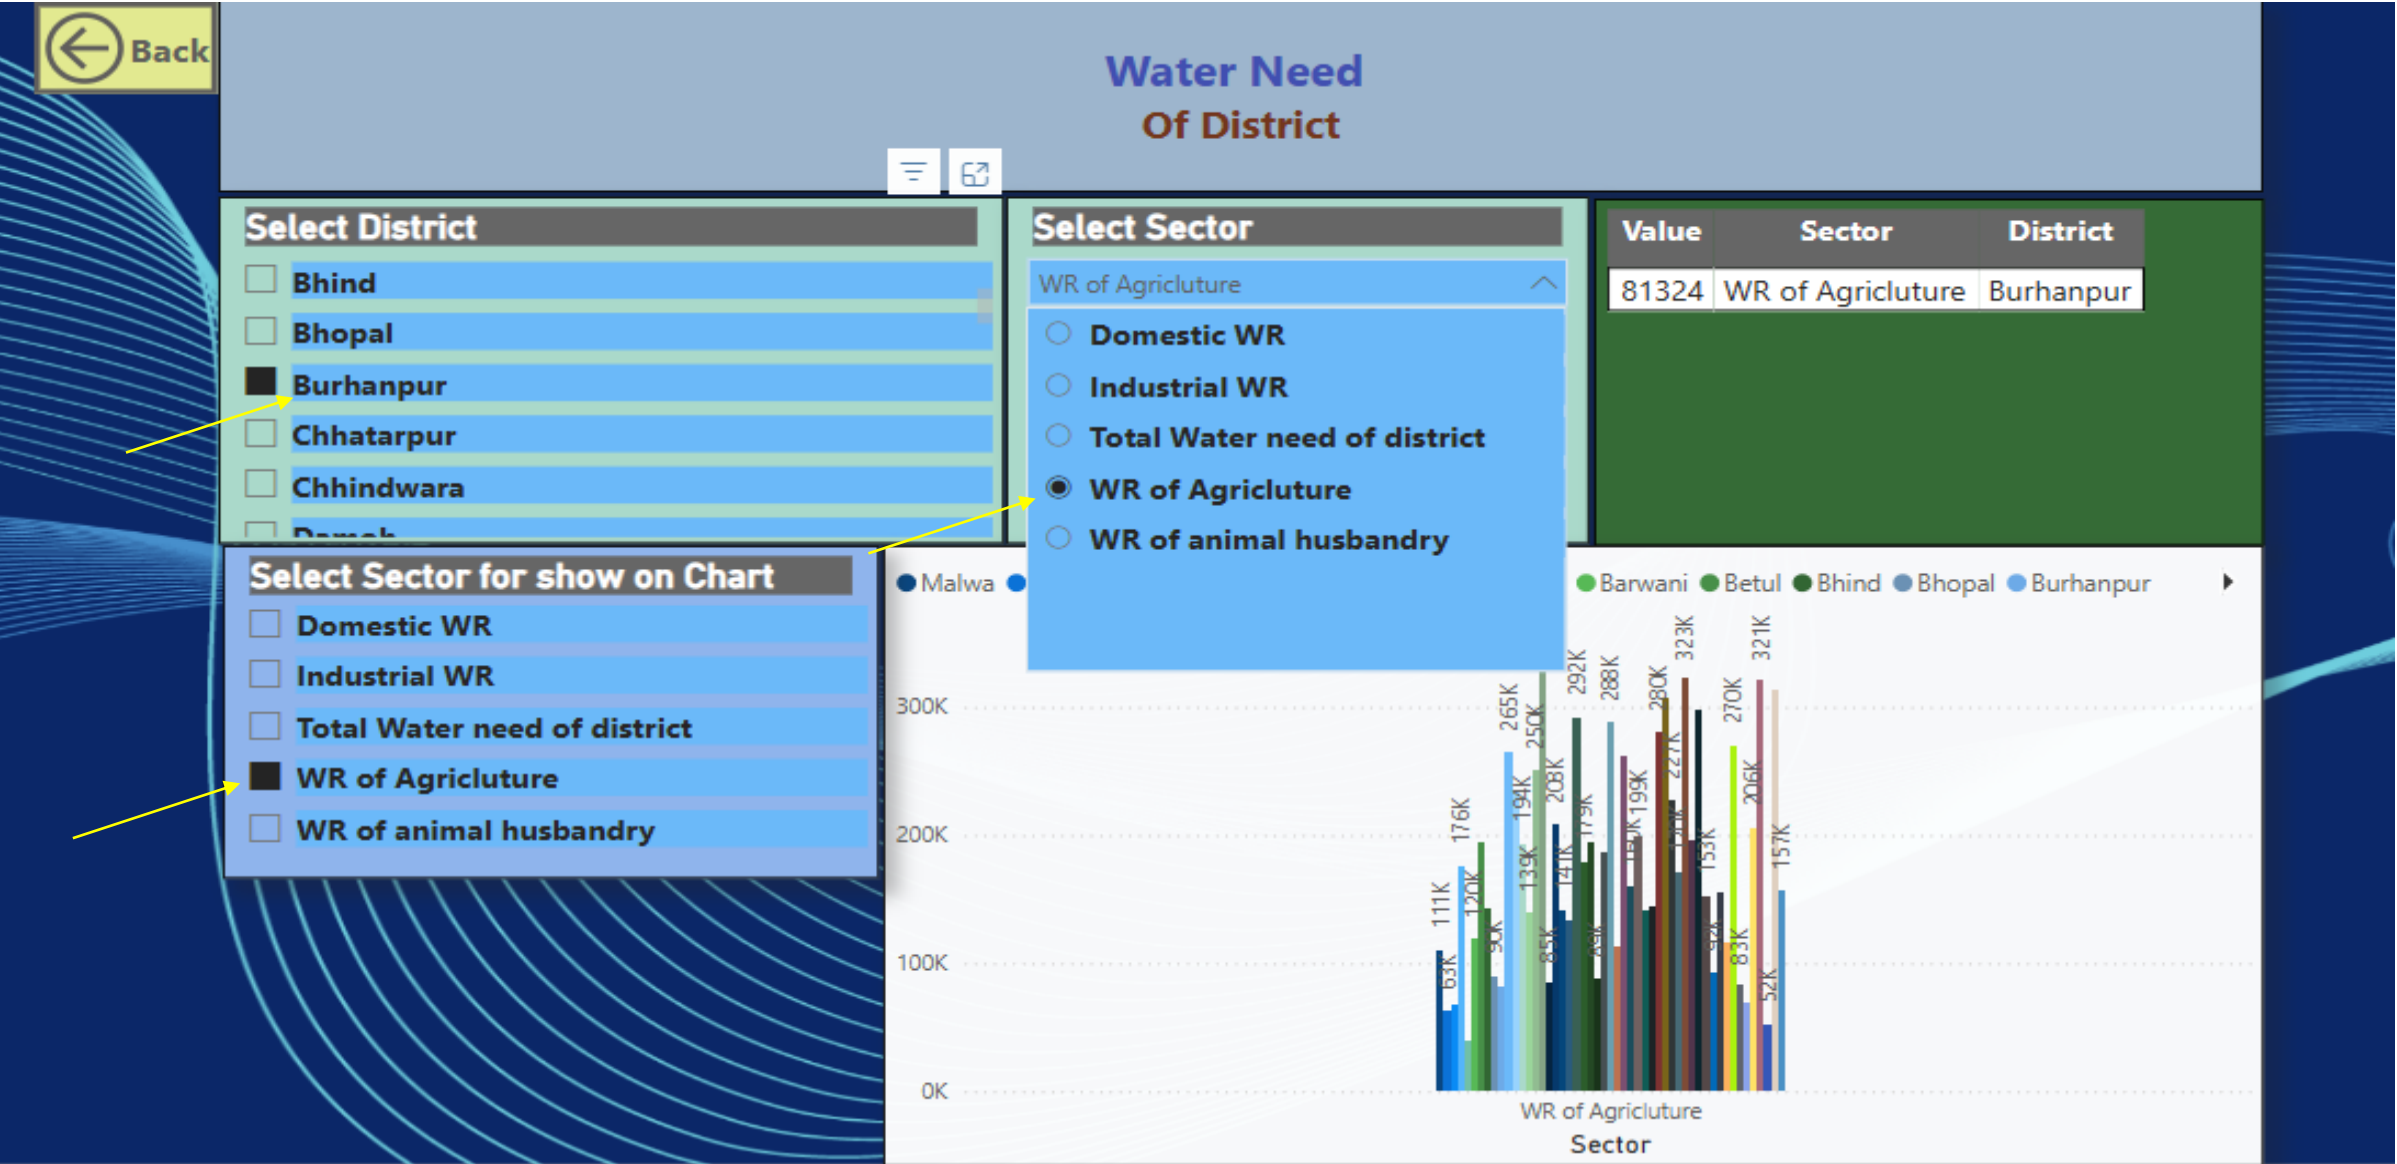 Back
Water Need
Of District
Select District
Bhind
Bhopal
Burhanpur
Chhatarpur
Chhindwara
Select Sector
WR of Agricluture
Domestic WR
Industrial WR
Total Water need of district
WR of Agricluture
WR of animal husbandry
Value Sector District
81324 WR of Agricluture Burhanpur
Select Sector for show on Chart
Domestic WR
Industrial WR
Total Water need of district
WR of Agricluture
WR of animal husbandry
Malwa Barwani Betul Bhind Bhopal Burhanpur
300K
200K
100K
0K
111K
63K
176K
120K
90K
265K
194K
139K
250K
85K
208K
141K
292K
179K
288K
199K
280K
227K
323K
153K
270K
83K
206K
321K
52K
157K
WR of Agricluture
Sector